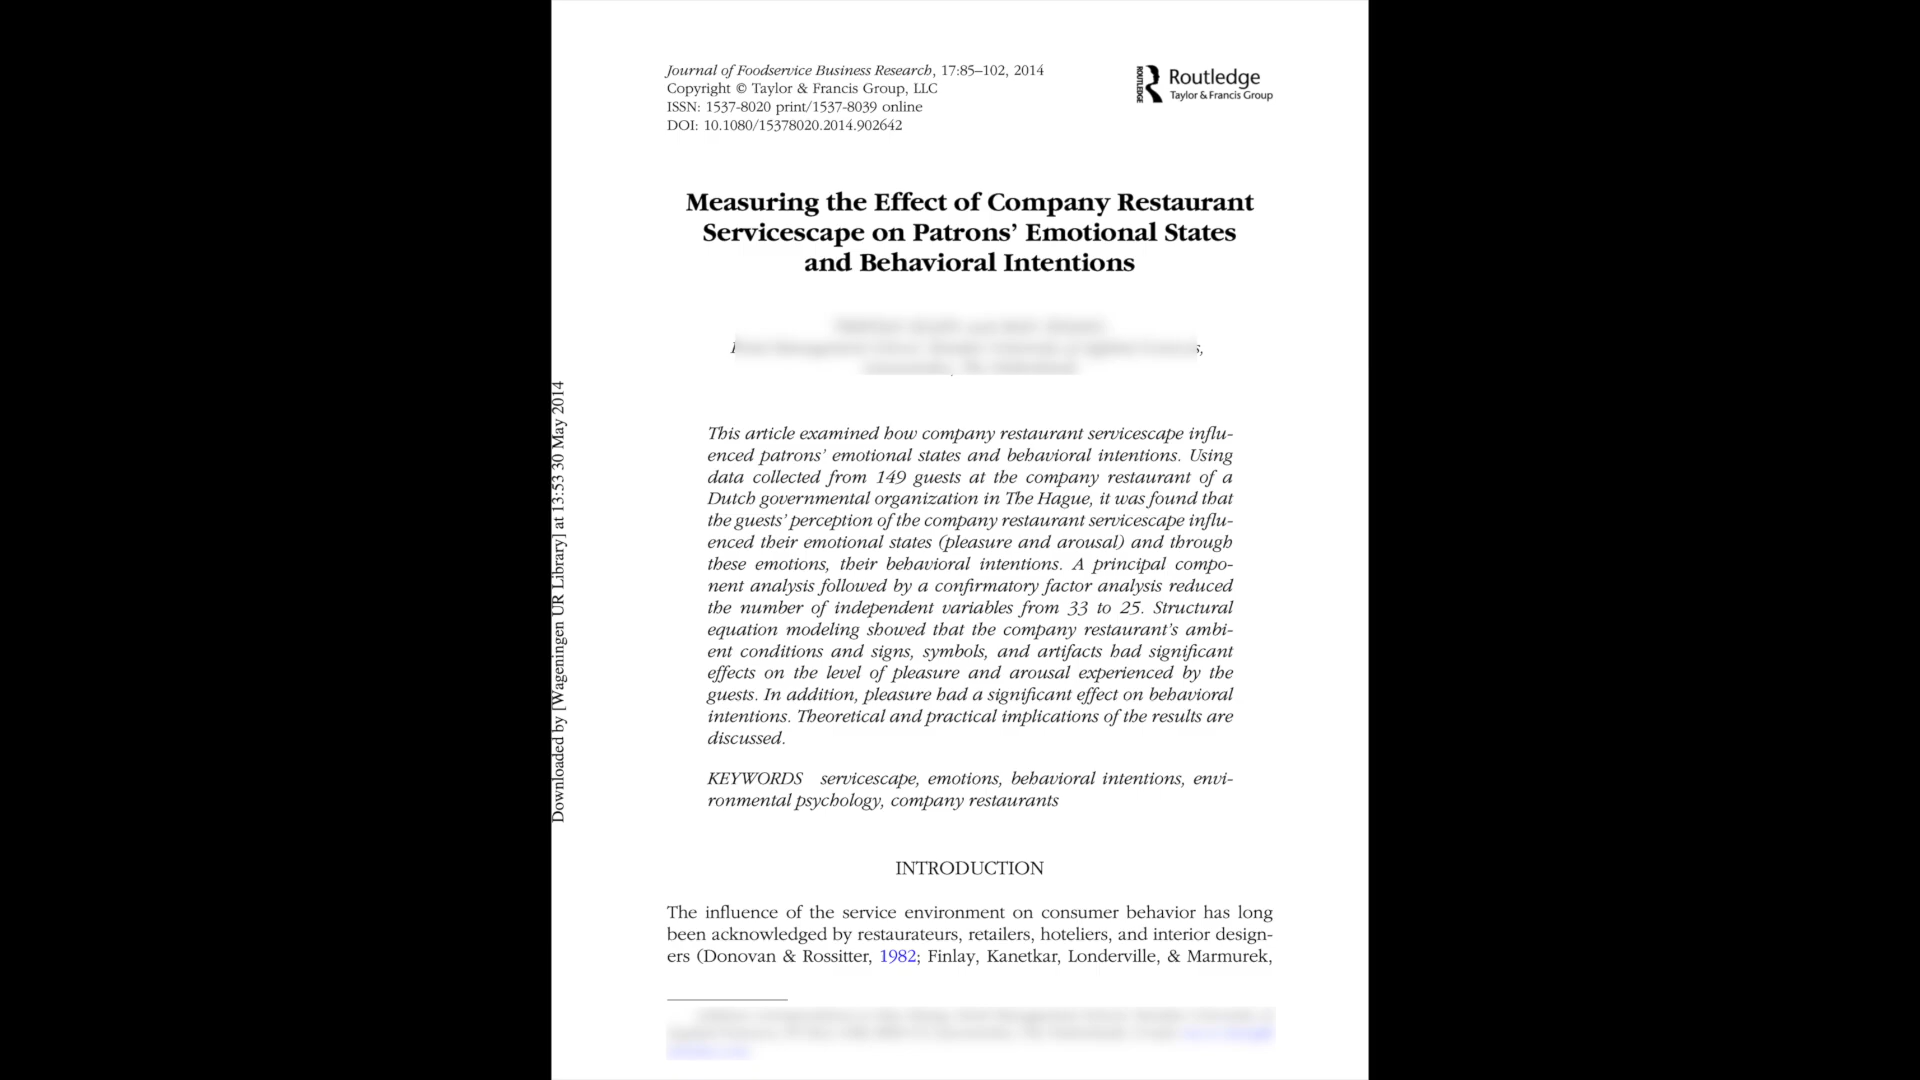 Journal of Foodservice Business Research, 17:85–102, 2014
Copyright © Taylor & Francis Group, LLC
ISSN: 1537-8020 print/1537-8039 online
DOI: 10.1080/15378020.2014.902642
ROUTLEDGE
Routledge
Taylor & Francis Group
Measuring the Effect of Company Restaurant
Servicescape on Patrons’ Emotional States
and Behavioral Intentions
This article examined how company restaurant servicescape influ-
enced patrons’ emotional states and behavioral intentions. Using
data collected from 149 guests at the company restaurant of a
Dutch governmental organization in The Hague, it was found that
the guests’ perception of the company restaurant servicescape influ-
enced their emotional states (pleasure and arousal) and through
these emotions, their behavioral intentions. A principal compo-
nent analysis followed by a confirmatory factor analysis reduced
the number of independent variables from 33 to 25. Structural
equation modeling showed that the company restaurant’s ambi-
ent conditions and signs, symbols, and artifacts had significant
effects on the level of pleasure and arousal experienced by the
guests. In addition, pleasure had a significant effect on behavioral
intentions. Theoretical and practical implications of the results are
discussed.
KEYWORDS servicescape, emotions, behavioral intentions, envi-
ronmental psychology, company restaurants
INTRODUCTION
The influence of the service environment on consumer behavior has long
been acknowledged by restaurateurs, retailers, hoteliers, and interior design-
ers (Donovan & Rossitter, 1982; Finlay, Kanetkar, Londerville, & Marmurek,
Downloaded by [Wageningen UR Library] at 13:53 30 May 2014